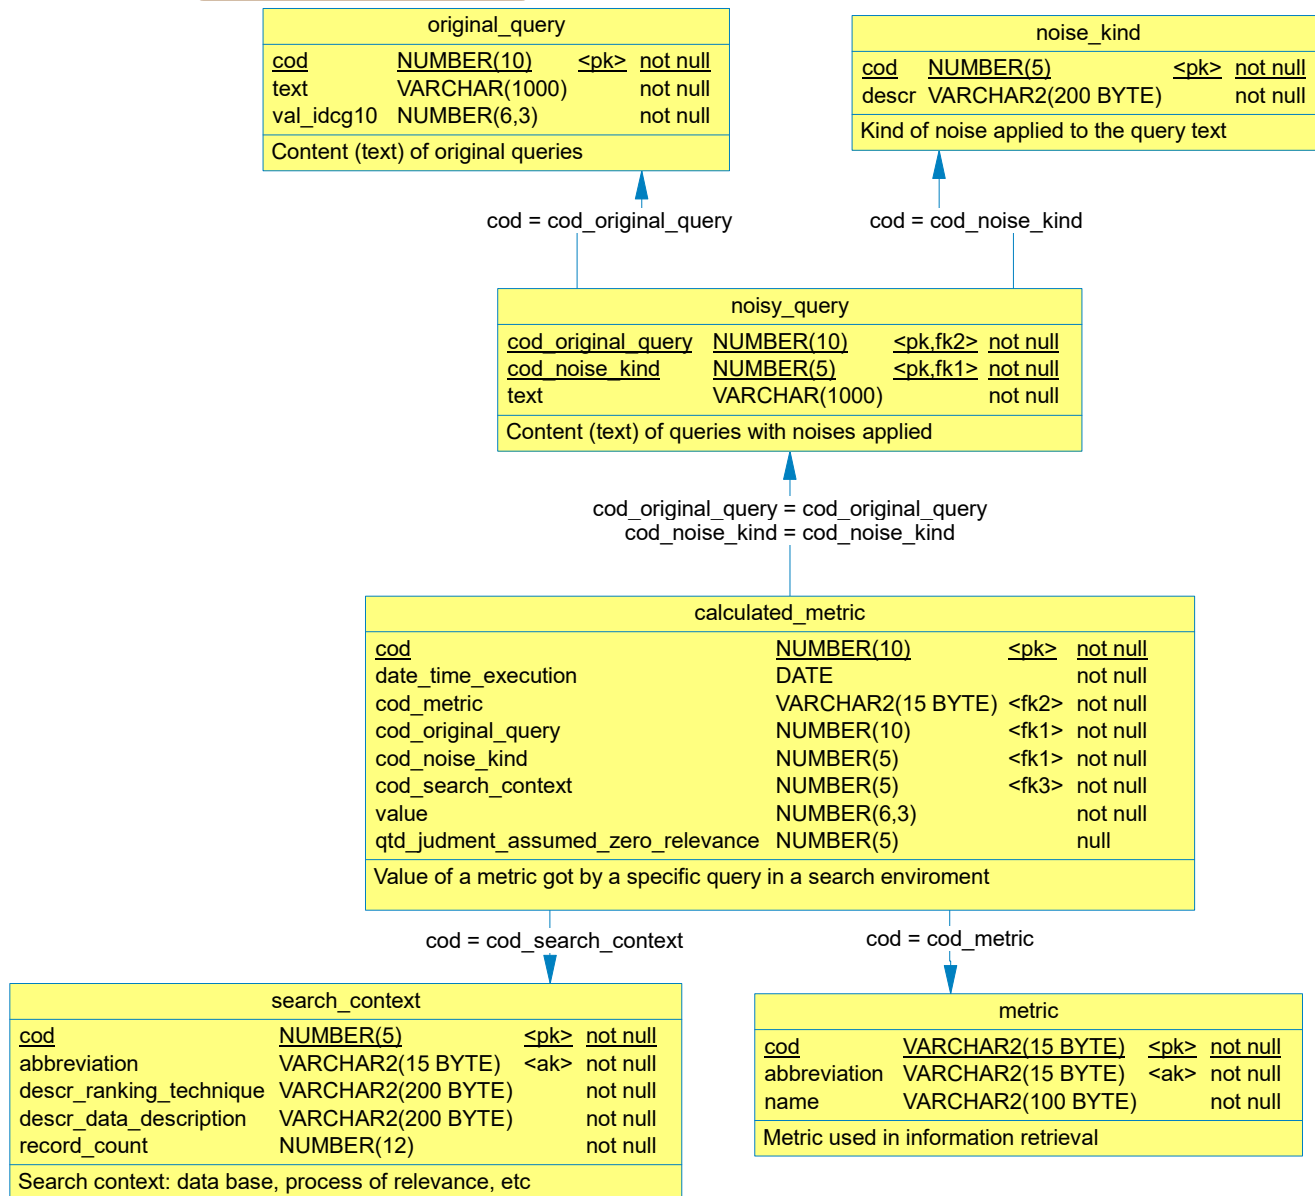 original_query
cod NUMBER(10) <pk> not null
text VARCHAR(1000) not null
val_idcg10 NUMBER(6,3) not null
Content (text) of original queries
noise_kind
cod NUMBER(5) <pk> not null
descr VARCHAR2(200 BYTE) not null
Kind of noise applied to the query text
cod = cod_original_query
cod = cod_noise_kind
noisy_query
cod_original_query NUMBER(10) <pk,fk2> not null
cod_noise_kind NUMBER(5) <pk,fk1> not null
text VARCHAR(1000) not null
Content (text) of queries with noises applied
cod_original_query = cod_original_query
cod_noise_kind = cod_noise_kind
calculated_metric
cod NUMBER(10) <pk> not null
date_time_execution DATE not null
cod_metric VARCHAR2(15 BYTE) <fk2> not null
cod_original_query NUMBER(10) <fk1> not null
cod_noise_kind NUMBER(5) <fk1> not null
cod_search_context NUMBER(5) <fk3> not null
value NUMBER(6,3) not null
qtd_judgment_assumed_zero_relevance NUMBER(5) null
Value of a metric got by a specific query in a search enviroment
cod = cod_search_context
cod = cod_metric
search_context
cod NUMBER(5) <pk> not null
abbreviation VARCHAR2(15 BYTE) <ak> not null
descr_ranking_technique VARCHAR2(200 BYTE) not null
descr_data_description VARCHAR2(200 BYTE) not null
record_count NUMBER(12) not null
Search context: data base, process of relevance, etc
metric
cod VARCHAR2(15 BYTE) <pk> not null
abbreviation VARCHAR2(15 BYTE) <ak> not null
name VARCHAR2(100 BYTE) not null
Metric used in information retrieval